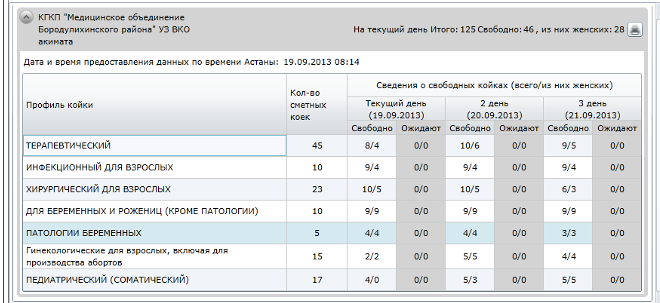 КГКП "Медицинское объединение
Бородулихинского района" УЗ ВКО
акимата
На текущий день Итого: 125 Свободно: 46 , из них женских: 28
Дата и время предоставления данных по времени Астаны: 19.09.2013 08:14
Профиль койки
Кол-во
сметных
коек
Сведения о свободных койках (всего/из них женских)
Текущий день
(19.09.2013)
2 день
(20.09.2013)
3 день
(21.09.2013)
Свободно Ожидают Свободно Ожидают Свободно Ожидают
ТЕРАПЕВТИЧЕСКИЙ 45 8/4 0/0 10/6 0/0 9/5 0/0
ИНФЕКЦИОННЫЙ ДЛЯ ВЗРОСЛЫХ 10 9/4 0/0 9/4 0/0 9/4 0/0
ХИРУРГИЧЕСКИЙ ДЛЯ ВЗРОСЛЫХ 23 10/5 0/0 10/5 0/0 6/3 0/0
ДЛЯ БЕРЕМЕННЫХ И РОЖЕНИЦ (КРОМЕ ПАТОЛОГИИ) 10 9/9 0/0 9/9 0/0 9/9 0/0
ПАТОЛОГИИ БЕРЕМЕННЫХ 5 4/4 0/0 4/4 0/0 3/3 0/0
Гинекологические для взрослых, включая для
производства абортов 15 2/2 0/0 5/5 0/0 4/4 0/0
ПЕДИАТРИЧЕСКИЙ (СОМАТИЧЕСКИЙ) 17 4/0 0/0 5/3 0/0 5/5 0/0